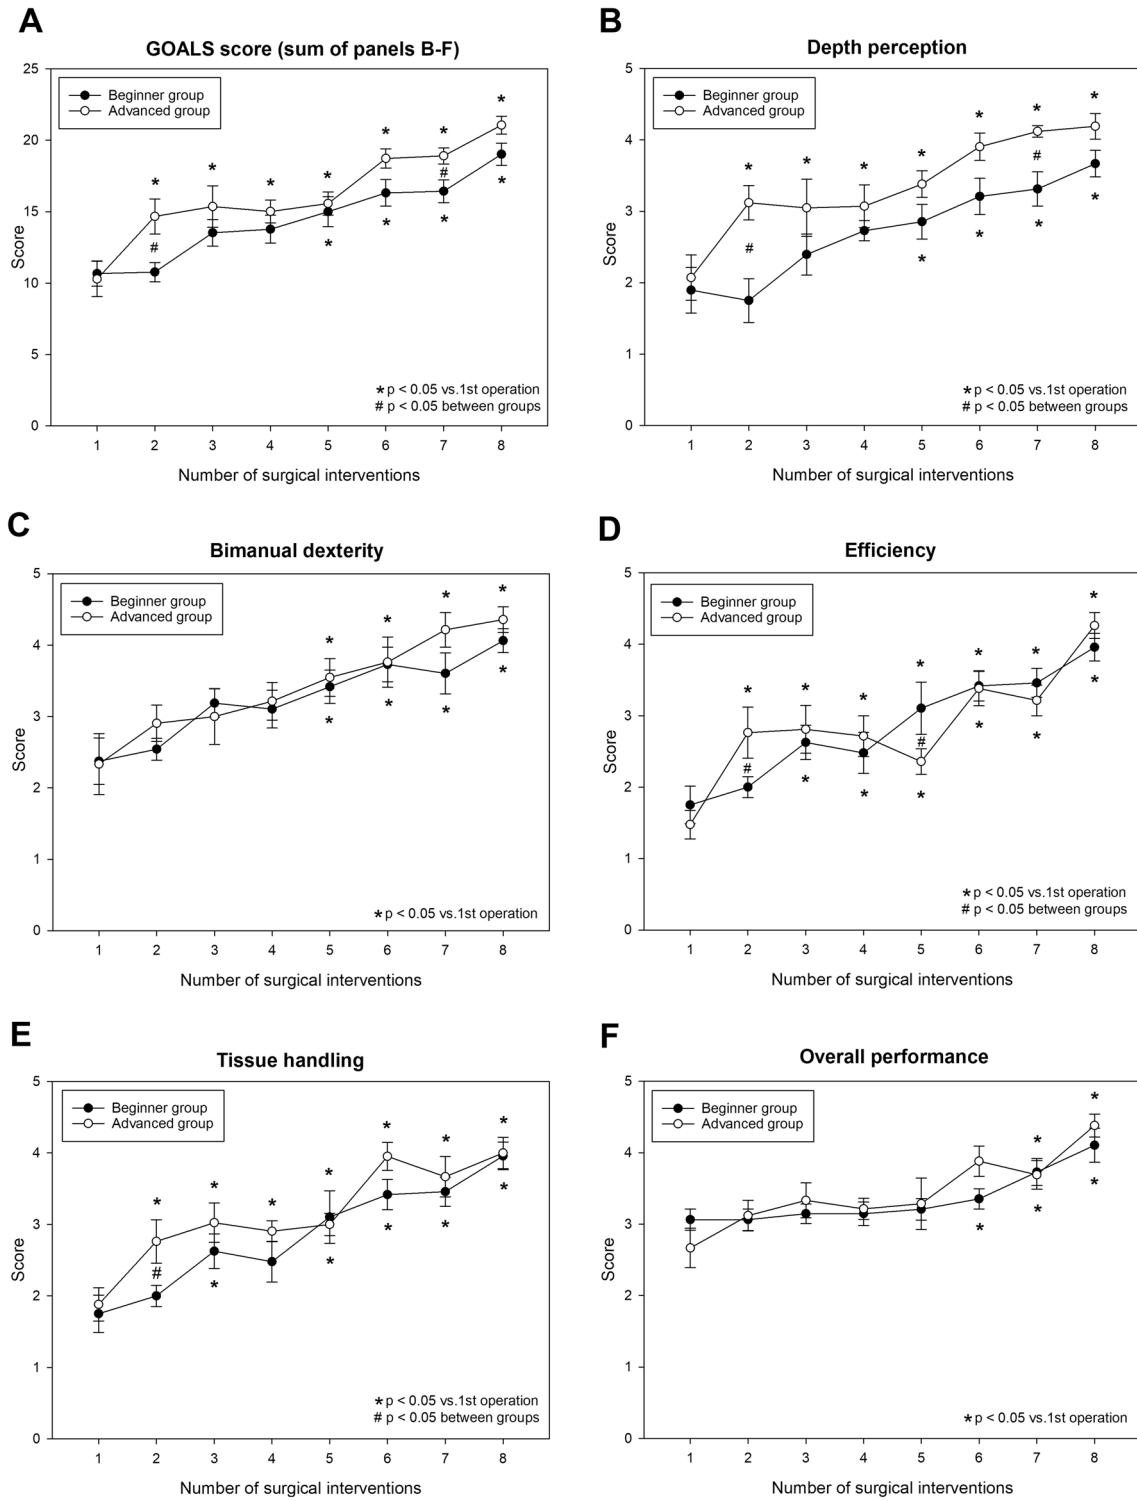 A
GOALS score (sum of panels B-F)
25
20
15
10
5
0
Score
Beginner group
Advanced group
* * * * * * *
# #
* * * *
* p < 0.05 vs.1st operation
# p < 0.05 between groups
1 2 3 4 5 6 7 8
Number of surgical interventions
B
Depth perception
5
4
3
2
1
0
Score
Beginner group
Advanced group
* * * * * * *
# #
* * * *
* p < 0.05 vs.1st operation
# p < 0.05 between groups
1 2 3 4 5 6 7 8
Number of surgical interventions
C
Bimanual dexterity
5
4
3
2
1
0
Score
Beginner group
Advanced group
* * * *
* * * *
* p < 0.05 vs.1st operation
1 2 3 4 5 6 7 8
Number of surgical interventions
D
Efficiency
5
4
3
2
1
0
Score
Beginner group
Advanced group
* * * * * * *
# #
* * * * * *
* p < 0.05 vs.1st operation
# p < 0.05 between groups
1 2 3 4 5 6 7 8
Number of surgical interventions
E
Tissue handling
5
4
3
2
1
0
Score
Beginner group
Advanced group
* * * * * * *
#
* * * * *
* p < 0.05 vs.1st operation
# p < 0.05 between groups
1 2 3 4 5 6 7 8
Number of surgical interventions
F
Overall performance
5
4
3
2
1
0
Score
Beginner group
Advanced group
* *
* * *
* p < 0.05 vs.1st operation
1 2 3 4 5 6 7 8
Number of surgical interventions